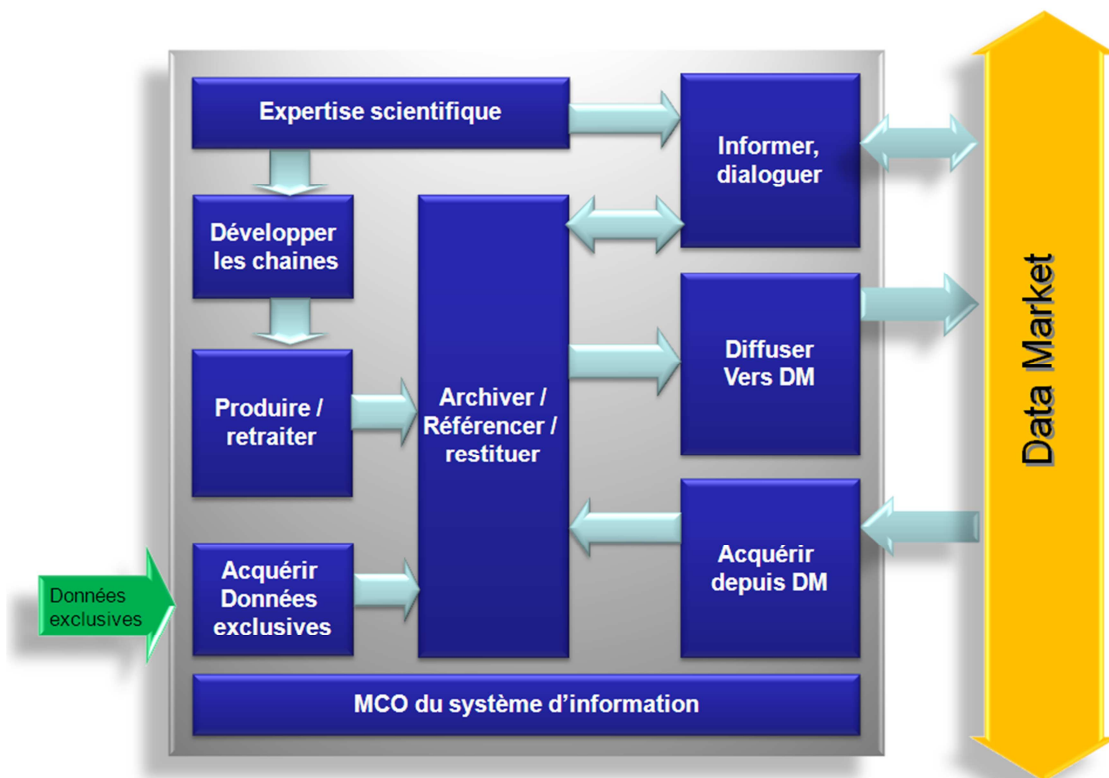 Expertise scientifique
Informer,
dialoguer
Développer
les chaines
Diffuser
Vers DM
Produire /
retraiter
Archiver /
Référencer /
restituer
Acquérir
Données
exclusives
Acquérir
depuis DM
Données
exclusives
MCO du système d’information
Data Market